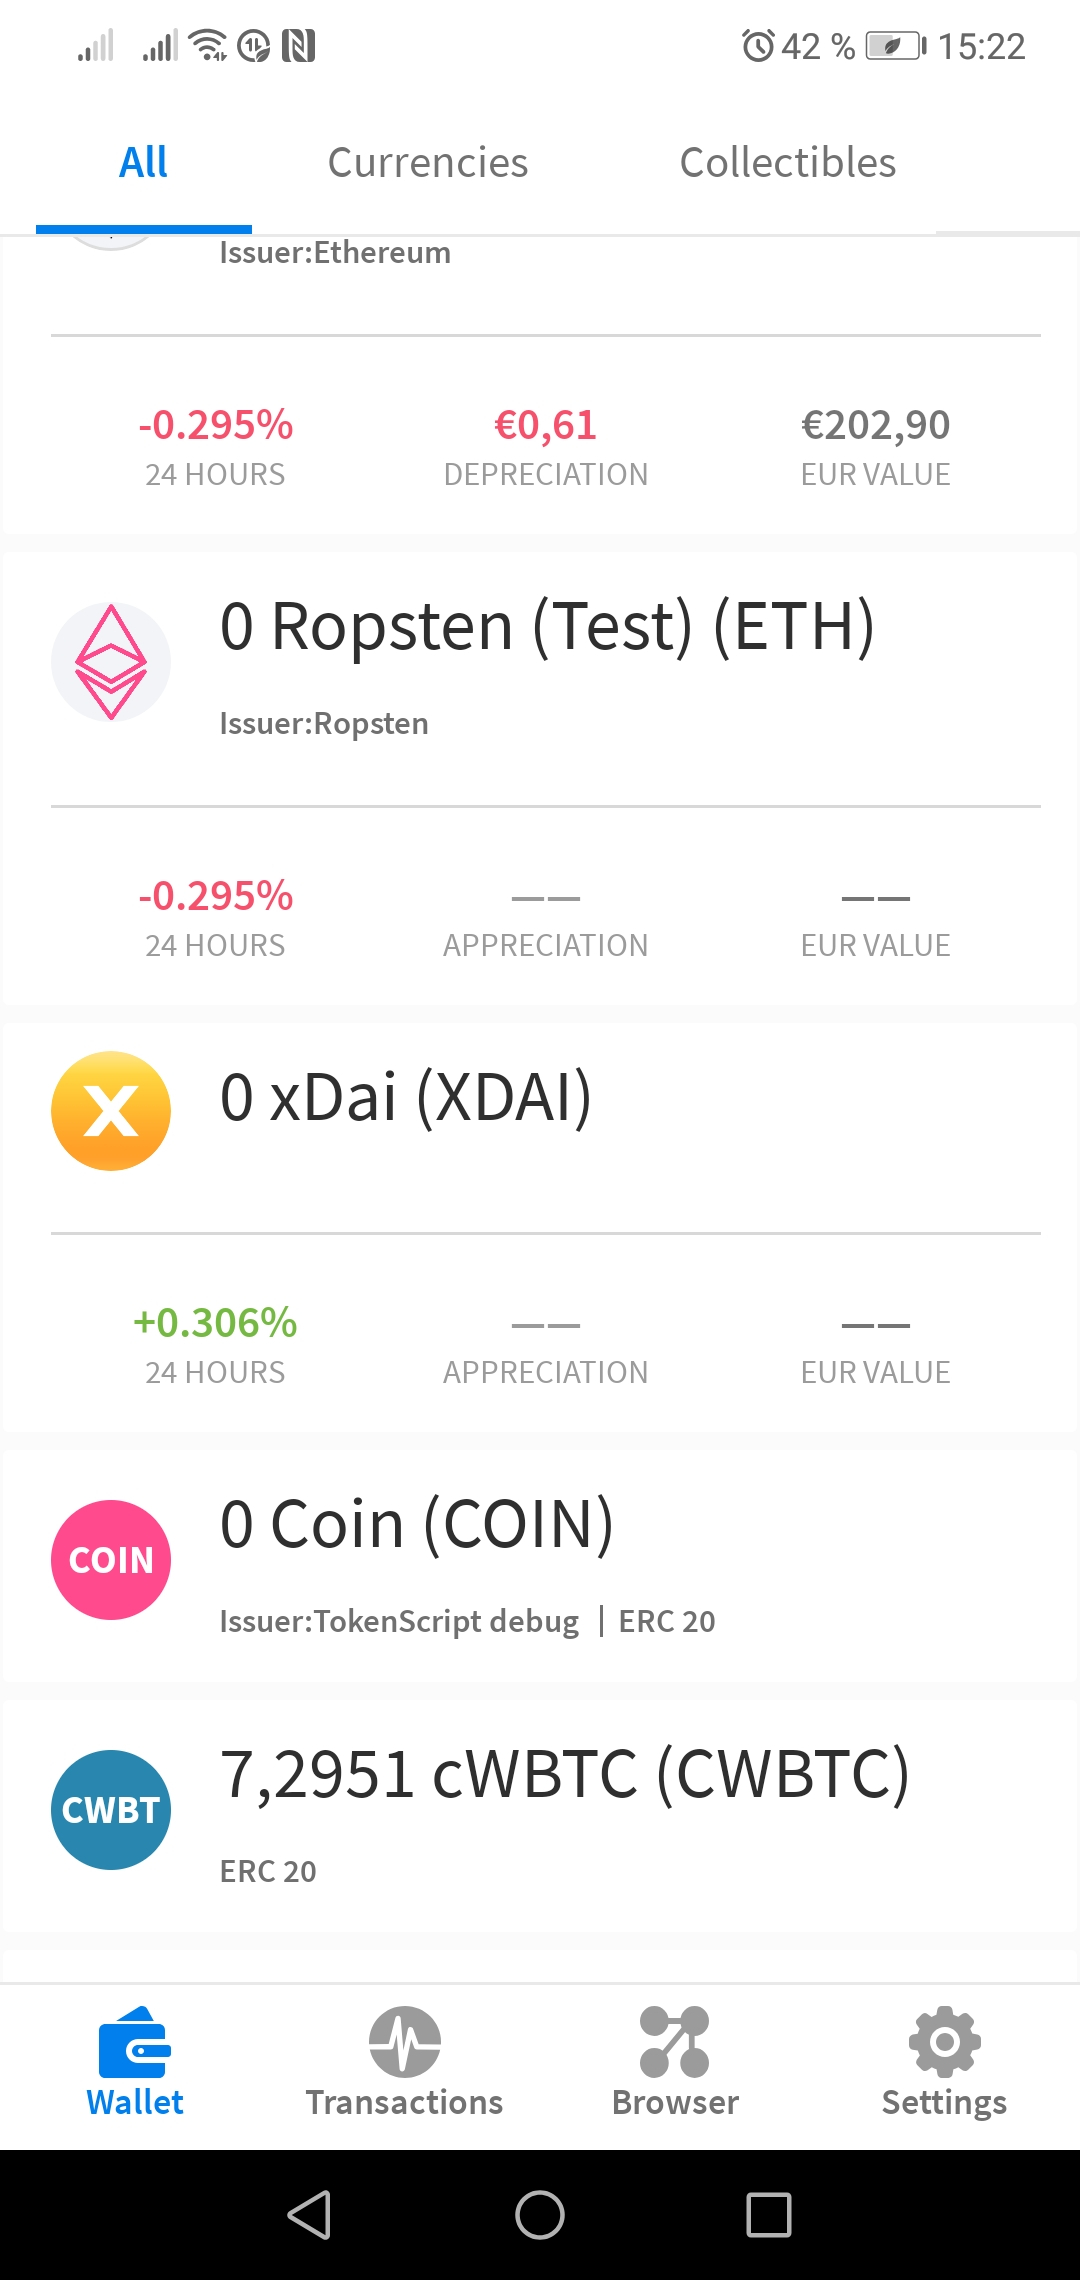 42 % 15:22
All Currencies Collectibles
Issuer:Ethereum
-0.295% €0,61 €202,90
24 HOURS DEPRECIATION EUR VALUE
0 Ropsten (Test) (ETH)
Issuer:Ropsten
-0.295% —— ——
24 HOURS APPRECIATION EUR VALUE
X
0 xDai (XDAI)
+0.306% —— ——
24 HOURS APPRECIATION EUR VALUE
COIN
0 Coin (COIN)
Issuer:TokenScript debug | ERC 20
CWBT
7,2951 cWBTC (CWBTC)
ERC 20
Wallet Transactions Browser Settings